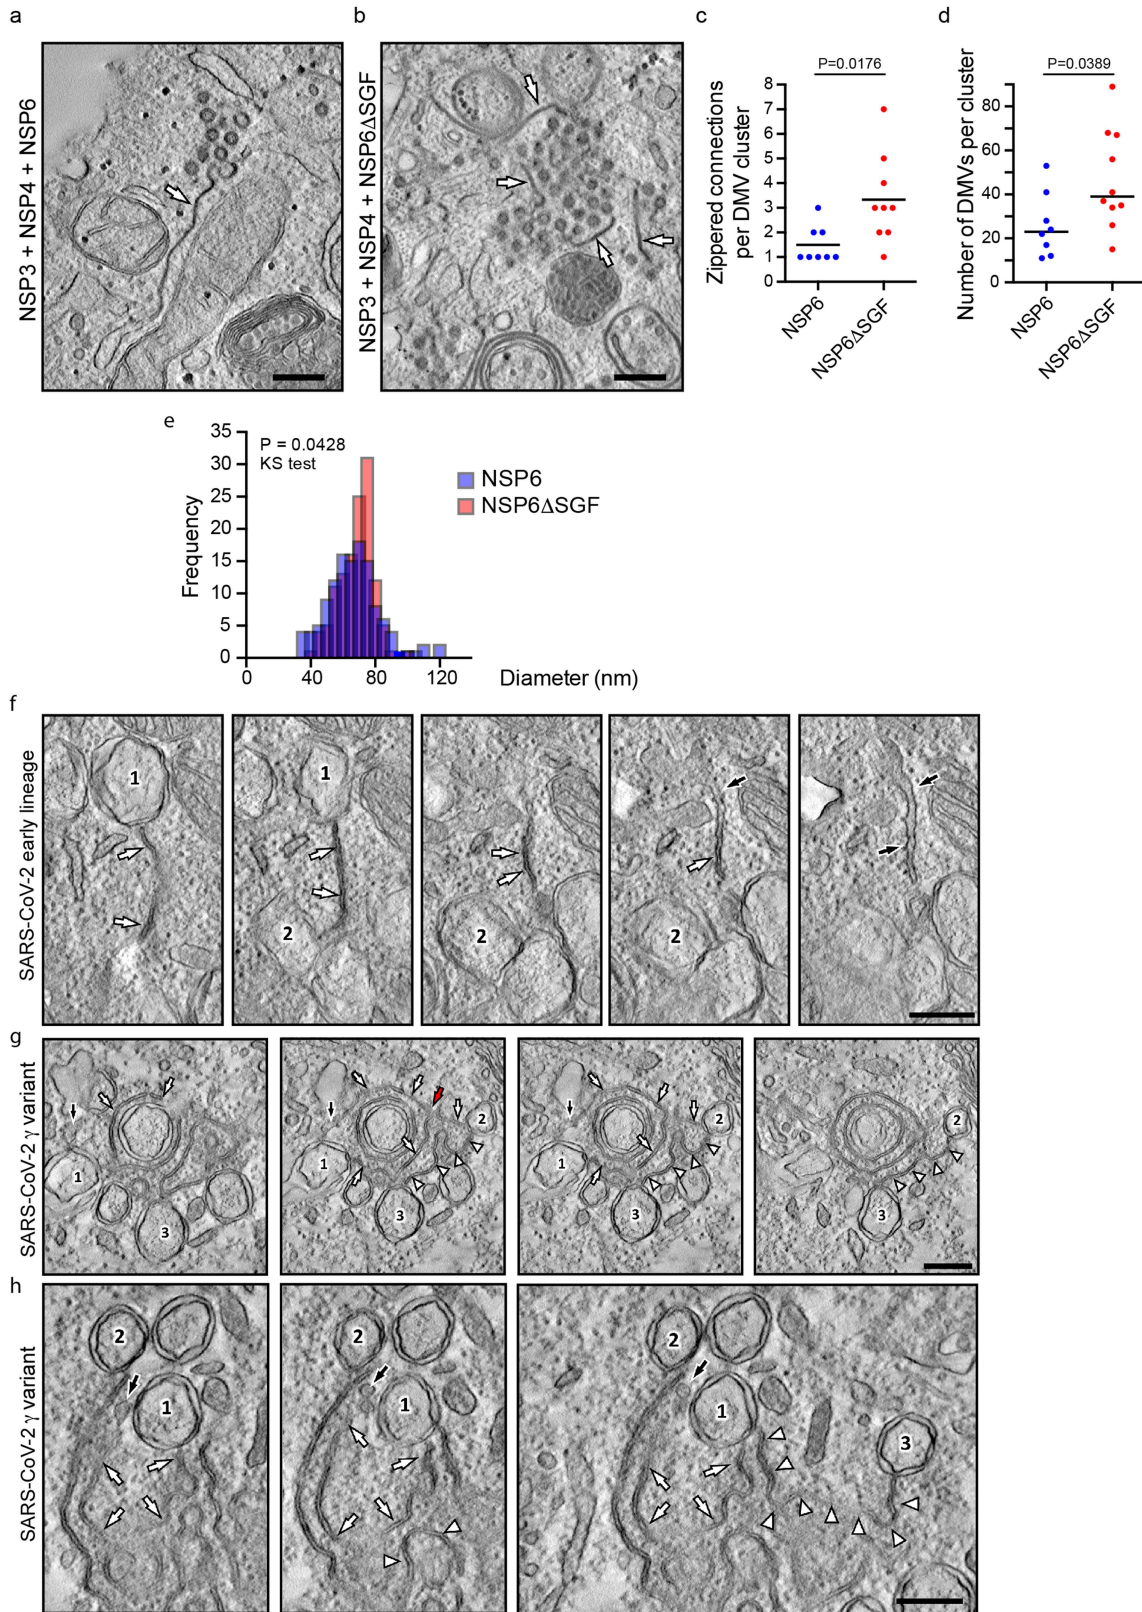 a
b
c
d
NSP3 + NSP4 + NSP6
NSP3 + NSP4 + NSP6ΔSGF
P=0.0176
Zippered connections
per DMV cluster
8
7
6
5
4
3
2
1
0
NSP6
NSP6ΔSGF
P=0.0389
Number of DMVs per cluster
80
60
40
20
0
NSP6
NSP6ΔSGF
e
P = 0.0428
KS test
Frequency
35
30
25
20
15
10
5
0
0
40
80
120
Diameter (nm)
NSP6
NSP6ΔSGF
f
SARS-CoV-2 early lineage
1
1
2
2
2
g
SARS-CoV-2 γ variant
1
3
1
2
3
1
2
3
2
3
h
SARS-CoV-2 γ variant
2
1
2
1
2
1
3